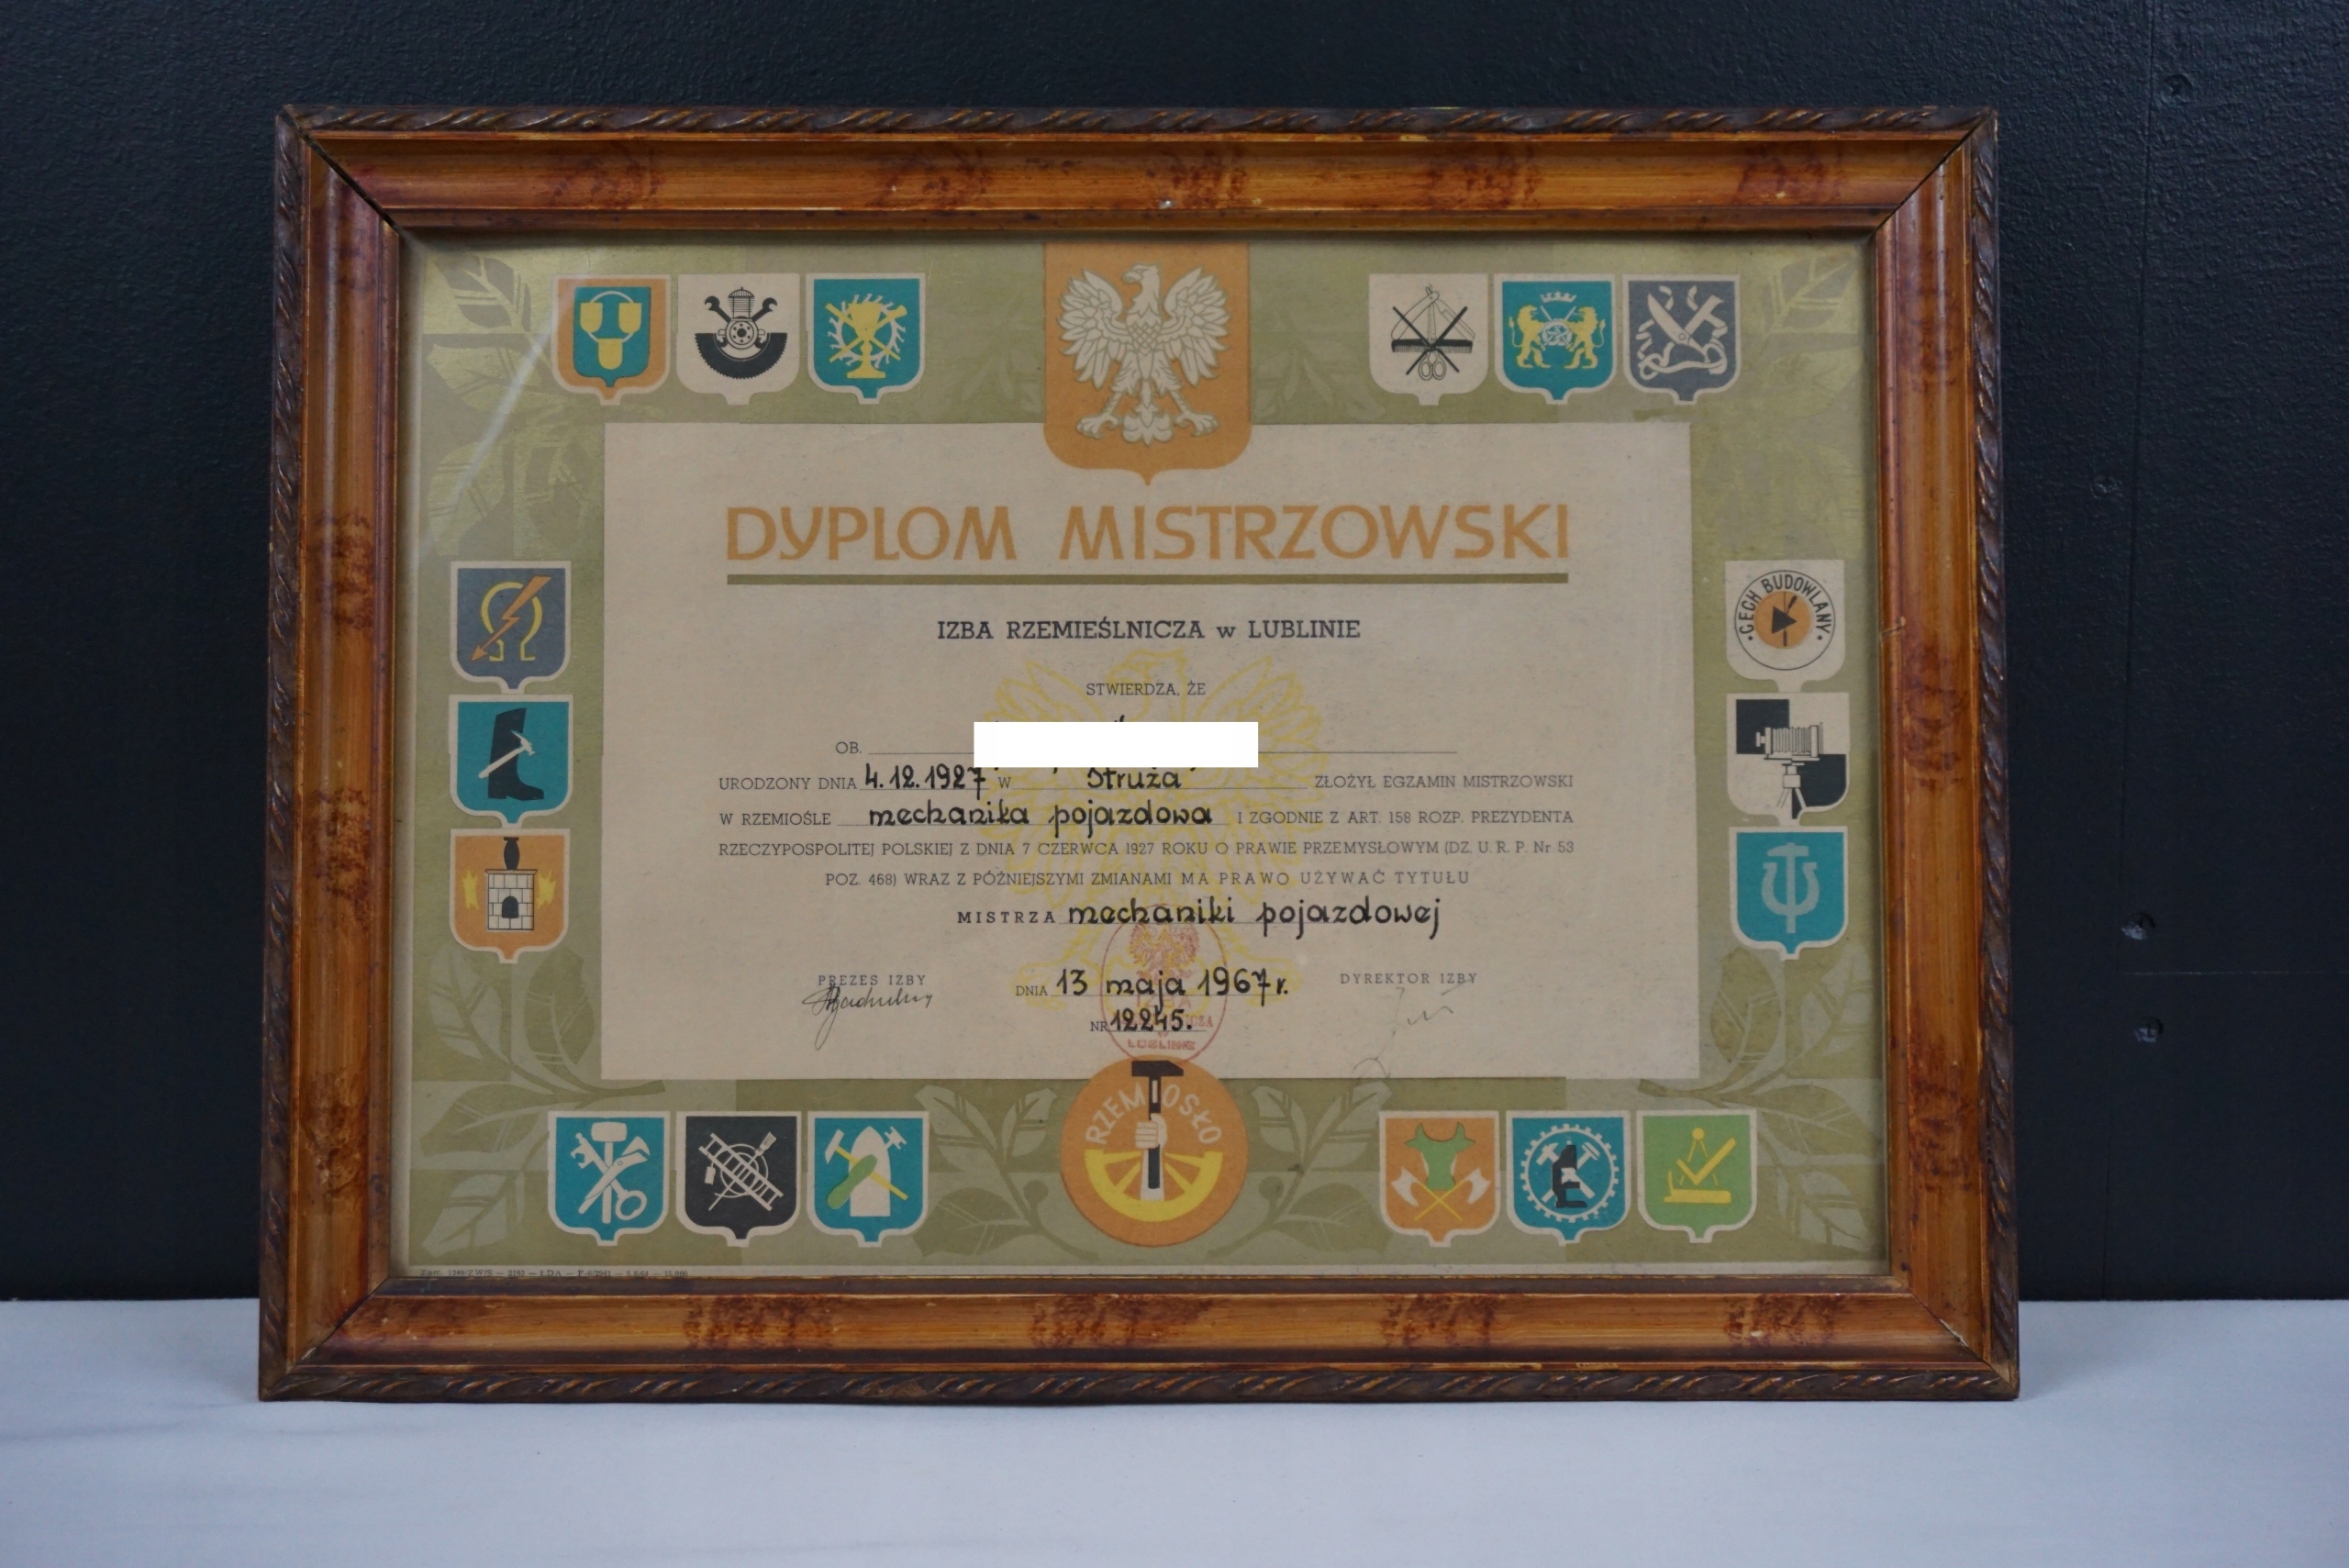 DYPLOM MISTRZOWSKI
IZBA RZEMIEŚLNICZA w LUBLINIE
STWIERDZA, ŻE
OB.
URODZONY DNIA 4.12.1927 W Struża ZŁOŻYŁ EGZAMIN MISTRZOWSKI
W RZEMIOŚLE mechanika pojazdowa I ZGODNIE Z ART. 158 ROZP. PREZYDENTA
RZECZYPOSPOLITEJ POLSKIEJ Z DNIA 7 CZERWCA 1927 ROKU O PRAWIE PRZEMYSŁOWYM (DZ. U. R. P. Nr 53
POZ. 468) WRAZ Z PÓŹNIEJSZYMI ZMIANAMI MA PRAWO UŻYWAĆ TYTUŁU
MISTRZA mechaniki pojazdowej
PREZES IZBY
DNIA 13 maja 1967 r.
DYREKTOR IZBY
NR 12245.
IZBA
LUBLINIE
RZEMIOSŁO
CECH BUDOWLANY